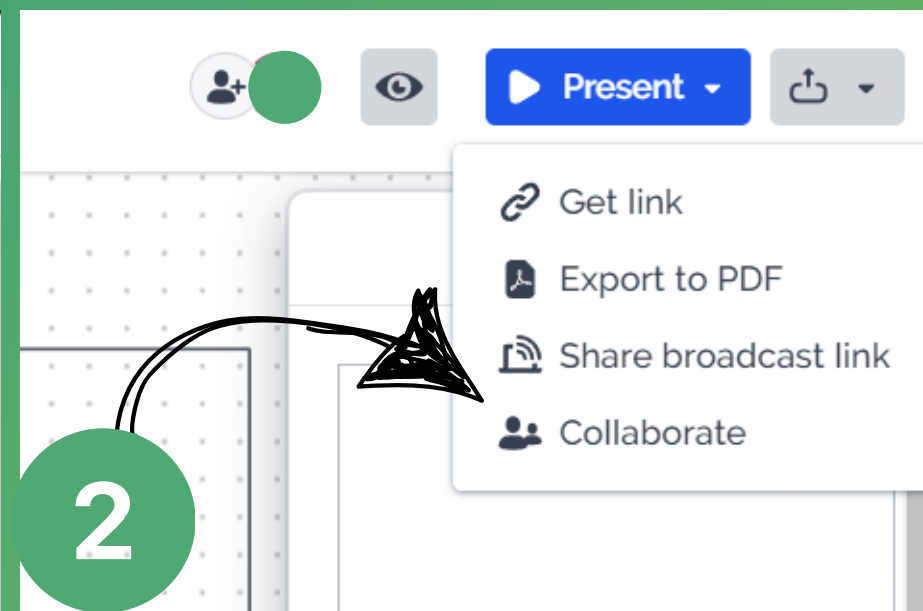 Present
Get link
Export to PDF
Share broadcast link
Collaborate
2